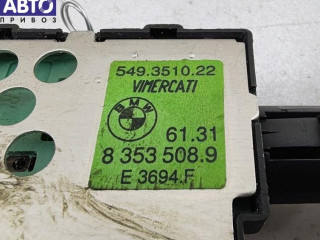 АВТО
ПРИВОЗ
549.3510.22
VIMERCATI
BMW
61.31
8 353 508.9
E 3694.F